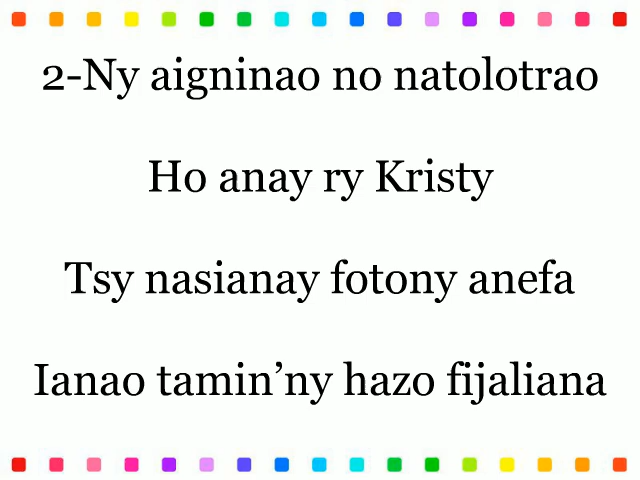 2-Ny aigninao no natolotrao
Ho anay ry Kristy
Tsy nasianay fotony anefa
Ianao tamin’ny hazo fijaliana